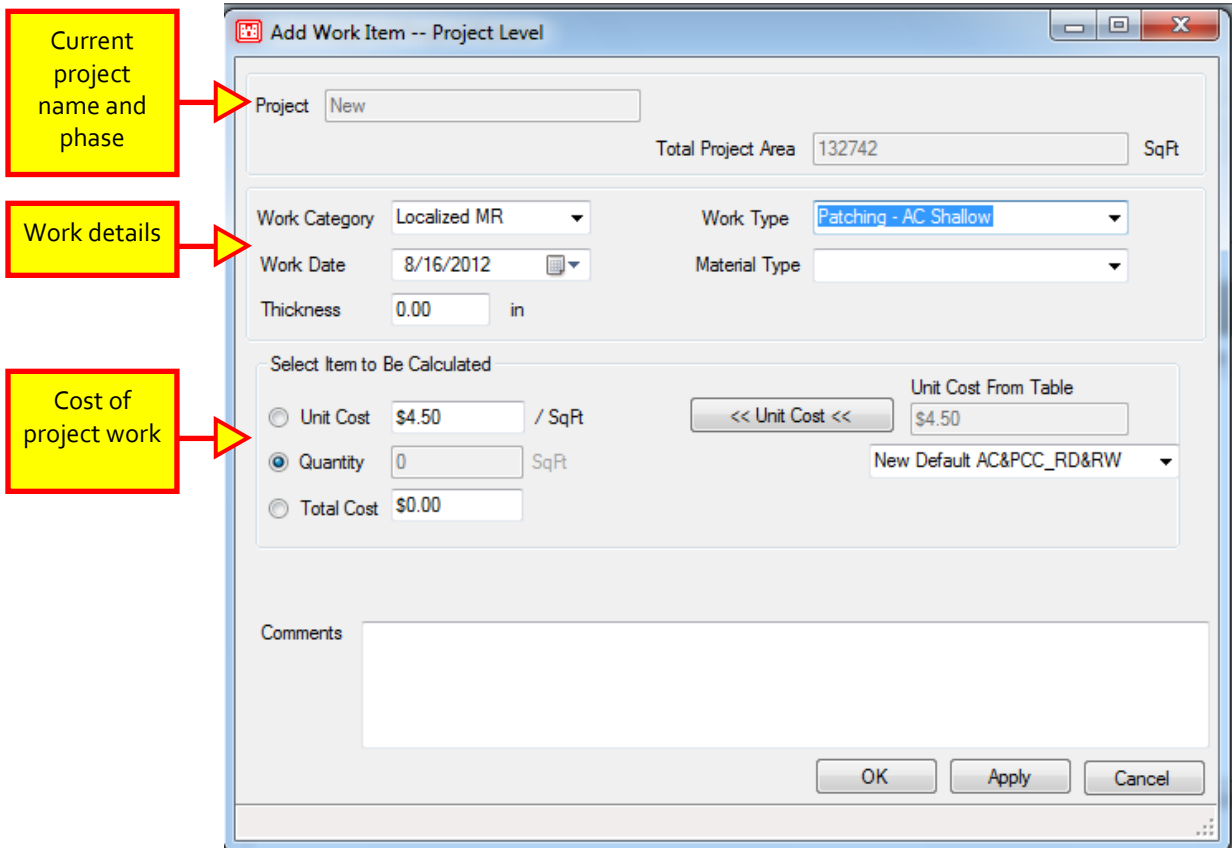 Current
project
name and
phase
Add Work Item -- Project Level
Project New
Total Project Area 132742 SqFt
Work details
Work Category Localized MR Work Type Patching - AC Shallow
Work Date 8/16/2012 Material Type
Thickness 0.00 in
Cost of
project work
Select Item to Be Calculated
Unit Cost From Table
Unit Cost $4.50 / SqFt << Unit Cost << $4.50
Quantity 0 SqFt New Default AC&PCC_RD&RW
Total Cost $0.00
Comments
OK Apply Cancel